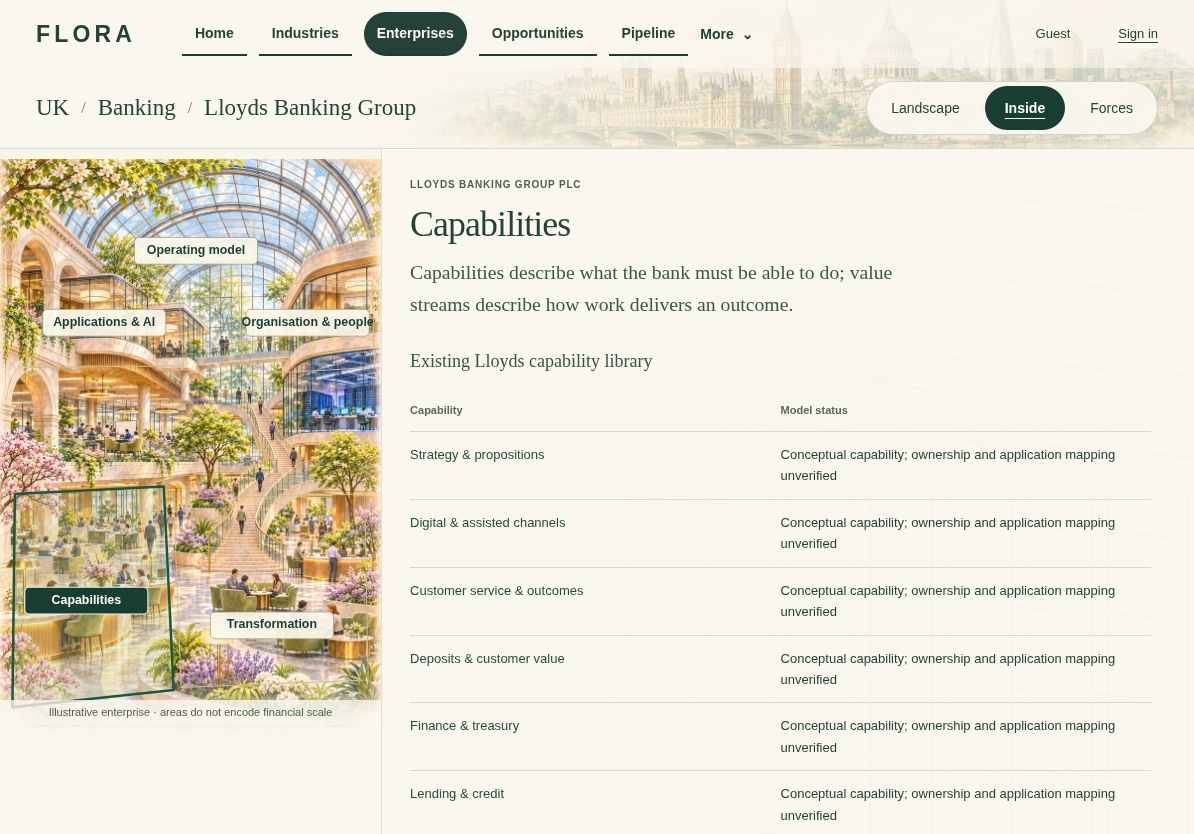 FLORA
Home
Industries
Enterprises
Opportunities
Pipeline
More
Guest
Sign in
UK / Banking / Lloyds Banking Group
Landscape
Inside
Forces
Operating model
Applications & AI
Organisation & people
Capabilities
Transformation
Illustrative enterprise · areas do not encode financial scale
LLOYDS BANKING GROUP PLC
Capabilities
Capabilities describe what the bank must be able to do; value
streams describe how work delivers an outcome.
Existing Lloyds capability library
Capability
Model status
Strategy & propositions
Conceptual capability; ownership and application mapping
unverified
Digital & assisted channels
Conceptual capability; ownership and application mapping
unverified
Customer service & outcomes
Conceptual capability; ownership and application mapping
unverified
Deposits & customer value
Conceptual capability; ownership and application mapping
unverified
Finance & treasury
Conceptual capability; ownership and application mapping
unverified
Lending & credit
Conceptual capability; ownership and application mapping
unverified